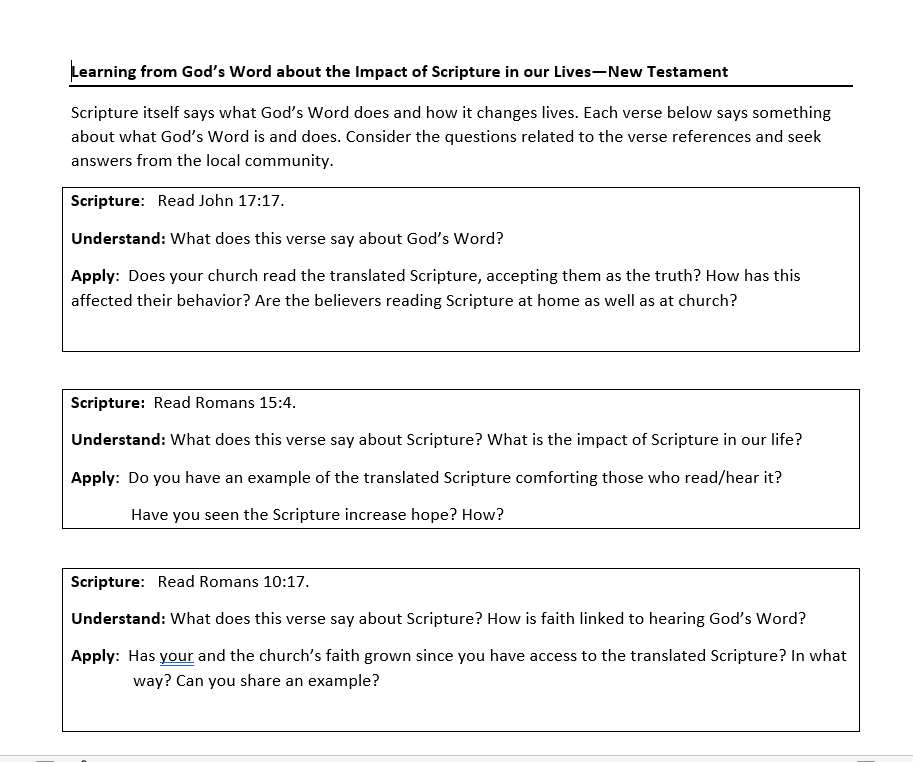 Learning from God’s Word about the Impact of Scripture in our Lives—New Testament
Scripture itself says what God’s Word does and how it changes lives. Each verse below says something
about what God’s Word is and does. Consider the questions related to the verse references and seek
answers from the local community.
Scripture: Read John 17:17.
Understand: What does this verse say about God’s Word?
Apply: Does your church read the translated Scripture, accepting them as the truth? How has this
affected their behavior? Are the believers reading Scripture at home as well as at church?
Scripture: Read Romans 15:4.
Understand: What does this verse say about Scripture? What is the impact of Scripture in our life?
Apply: Do you have an example of the translated Scripture comforting those who read/hear it?
Have you seen the Scripture increase hope? How?
Scripture: Read Romans 10:17.
Understand: What does this verse say about Scripture? How is faith linked to hearing God’s Word?
Apply: Has your and the church’s faith grown since you have access to the translated Scripture? In what
way? Can you share an example?